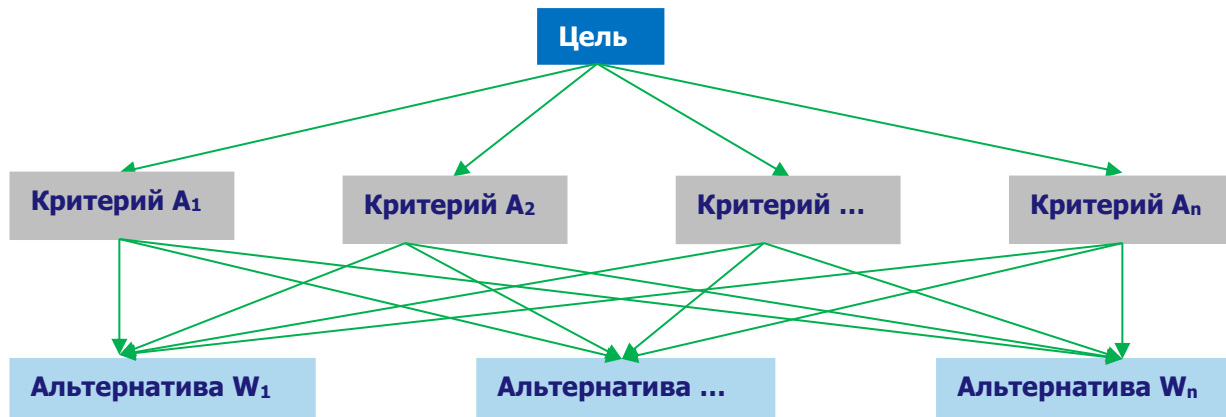 Цель
Критерий A₁
Критерий A₂
Критерий ...
Критерий Aₙ
Альтернатива W₁
Альтернатива ...
Альтернатива Wₙ